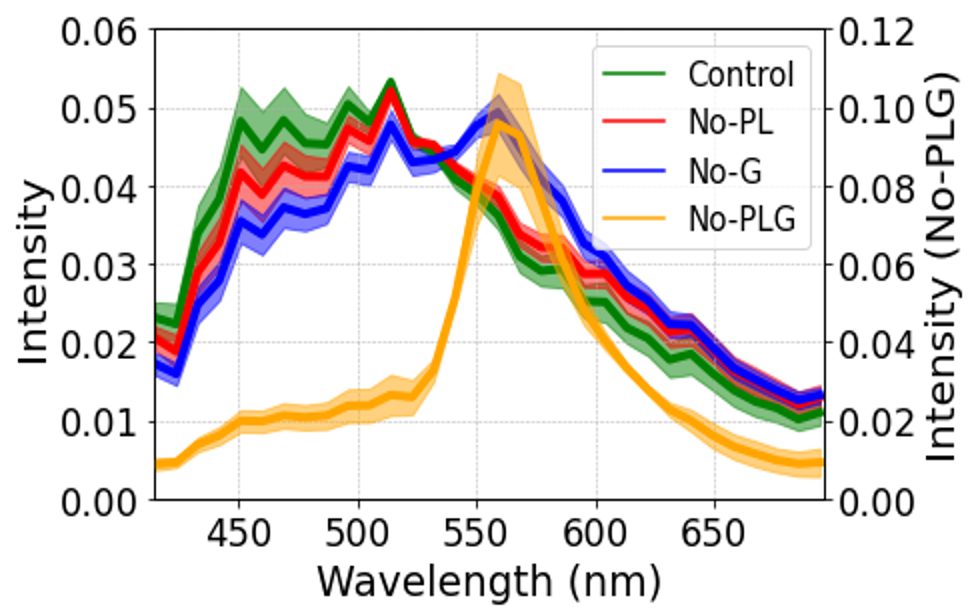 0.06
0.05
0.04
0.03
0.02
0.01
0.00
Intensity
0.12
0.10
0.08
0.06
0.04
0.02
0.00
Intensity (No-PLG)
Control
No-PL
No-G
No-PLG
450 500 550 600 650
Wavelength (nm)